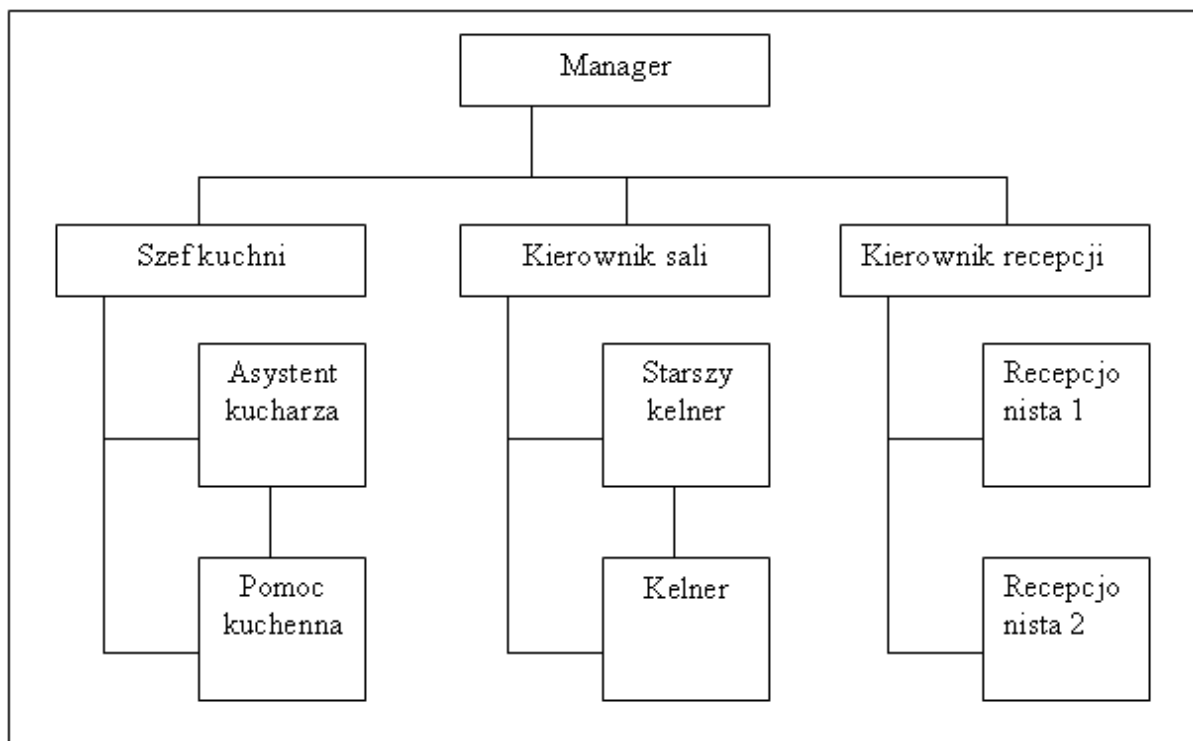 Manager
Szef kuchni
Kierownik sali
Kierownik recepcji
Asystent
kucharza
Starszy
kelner
Recepcjo
nista 1
Pomoc
kuchenna
Kelner
Recepcjo
nista 2